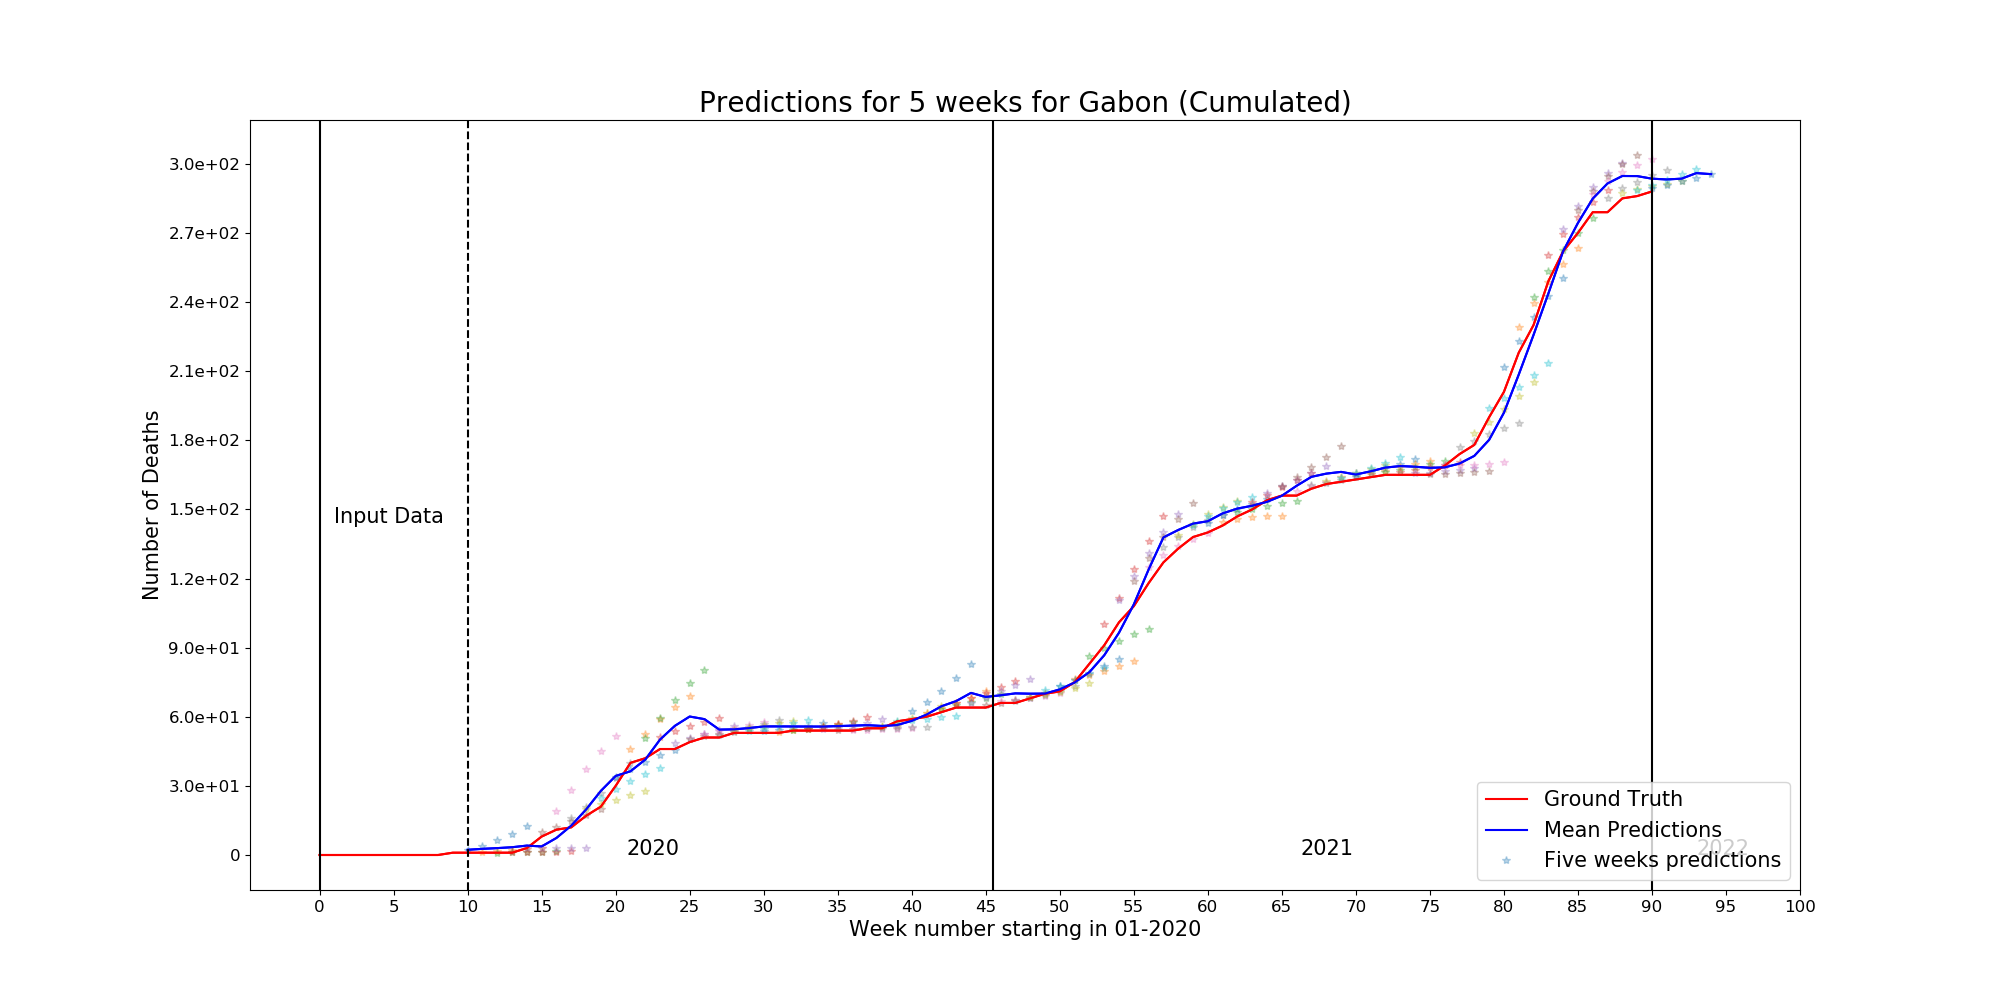 Predictions for 5 weeks for Gabon (Cumulated)
3.0e+02
2.7e+02
2.4e+02
2.1e+02
1.8e+02
1.5e+02
1.2e+02
9.0e+01
6.0e+01
3.0e+01
0
Number of Deaths
Input Data
2020
2021
2022
Ground Truth
Mean Predictions
Five weeks predictions
0 5 10 15 20 25 30 35 40 45 50 55 60 65 70 75 80 85 90 95 100
Week number starting in 01-2020